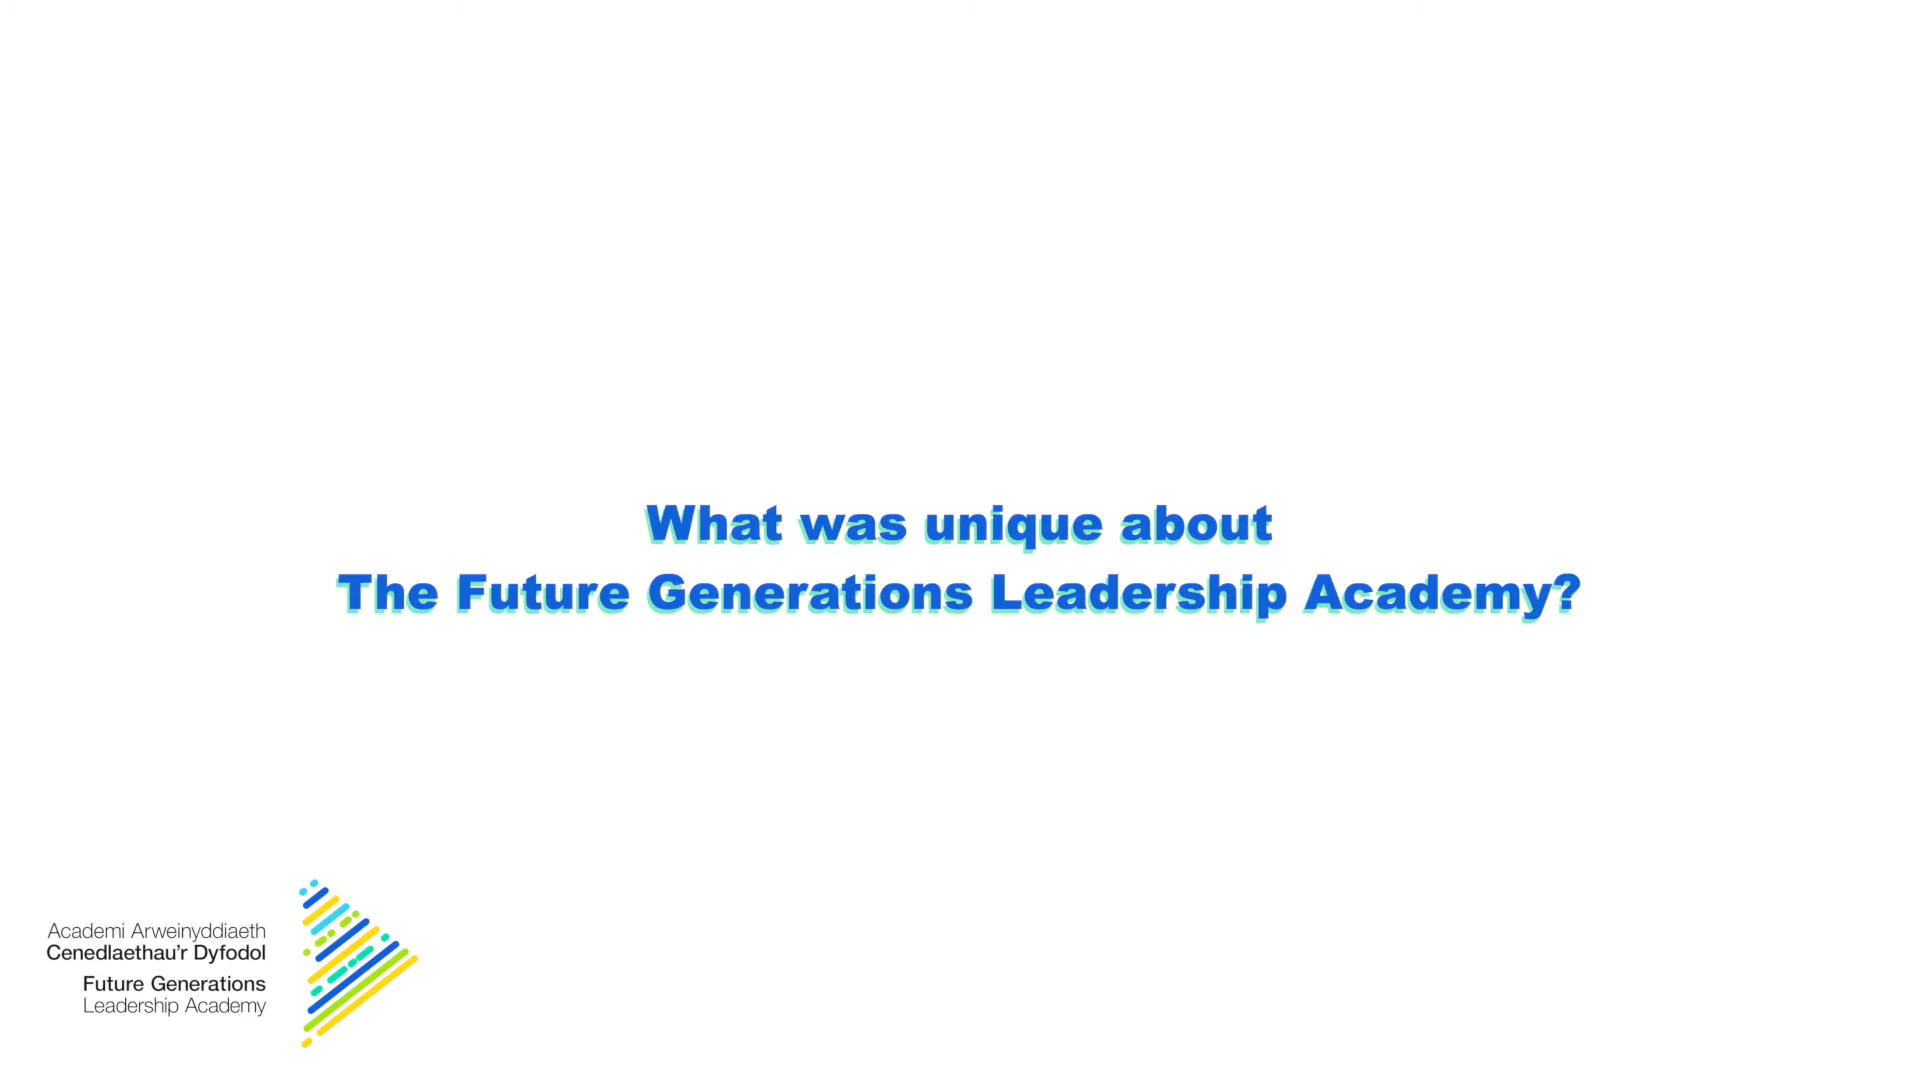 What was unique about
The Future Generations Leadership Academy?
Academi Arweinyddiaeth
Cenedlaethau'r Dyfodol
Future Generations
Leadership Academy